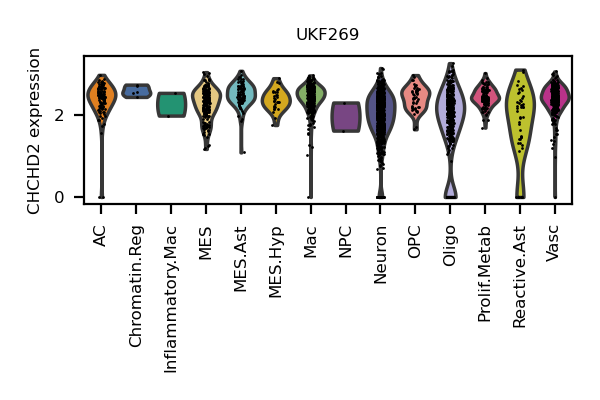 UKF269
CHCHD2 expression
2
0
AC
Chromatin.Reg
Inflammatory.Mac
MES
MES.Ast
MES.Hyp
Mac
NPC
Neuron
OPC
Oligo
Prolif.Metab
Reactive.Ast
Vasc